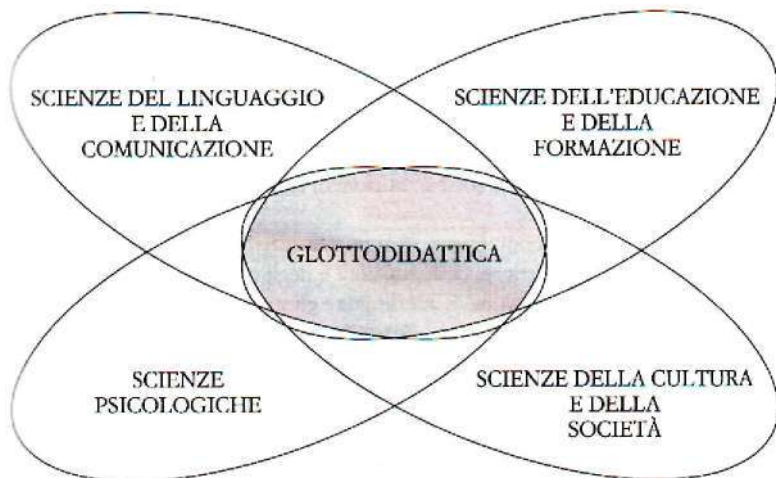 SCIENZE DEL LINGUAGGIO
E DELLA
COMUNICAZIONE
SCIENZE DELL'EDUCAZIONE
E DELLA
FORMAZIONE
GLOTTODIDATTICA
SCIENZE
PSICOLOGICHE
SCIENZE DELLA CULTURA
E DELLA
SOCIETÀ